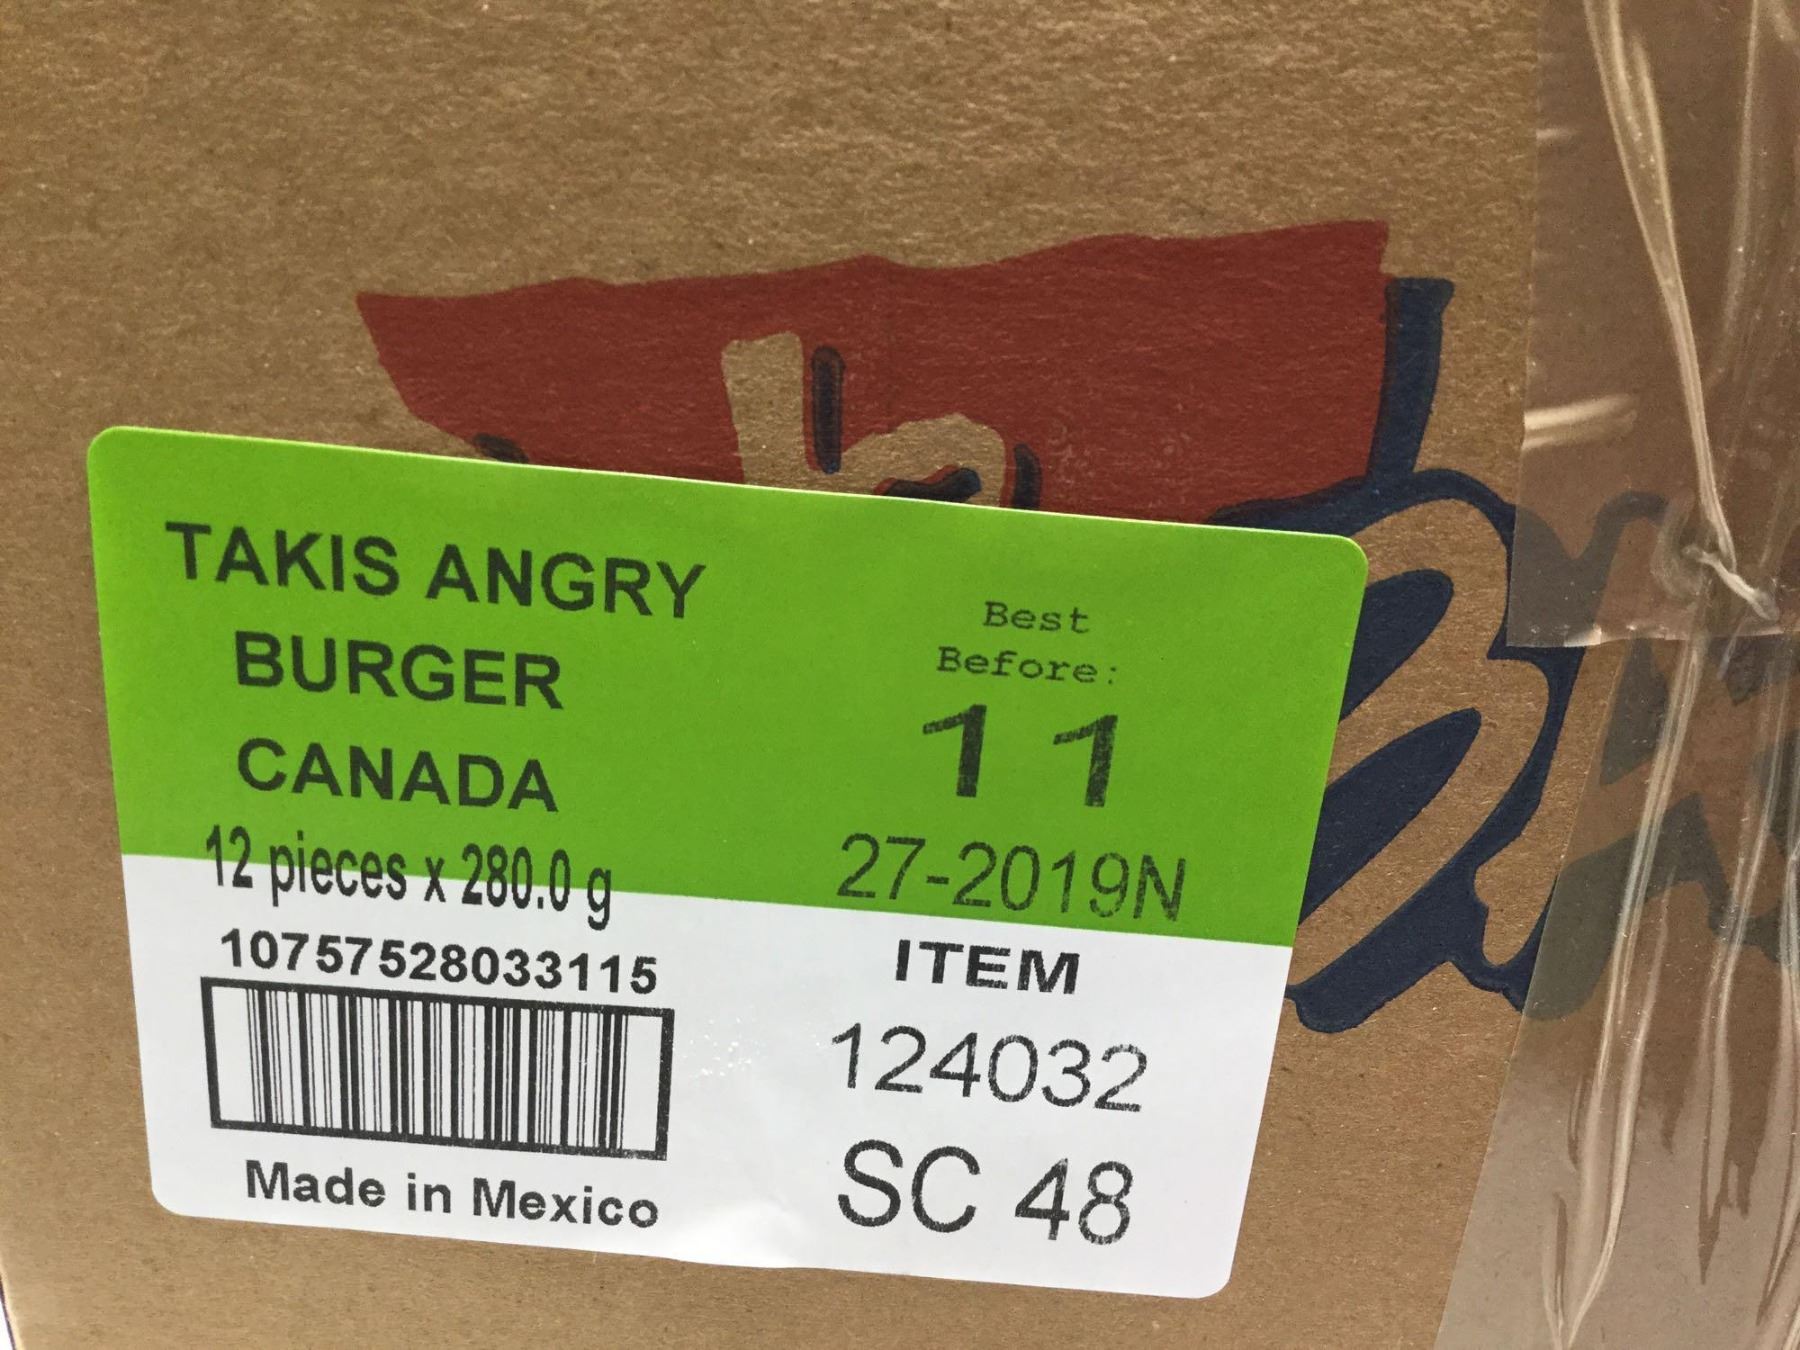 TAKIS ANGRY
BURGER
CANADA
12 pieces x 280.0 g
10757528033115
Made in Mexico
Best
Before:
11
27-2019N
ITEM
124032
SC 48